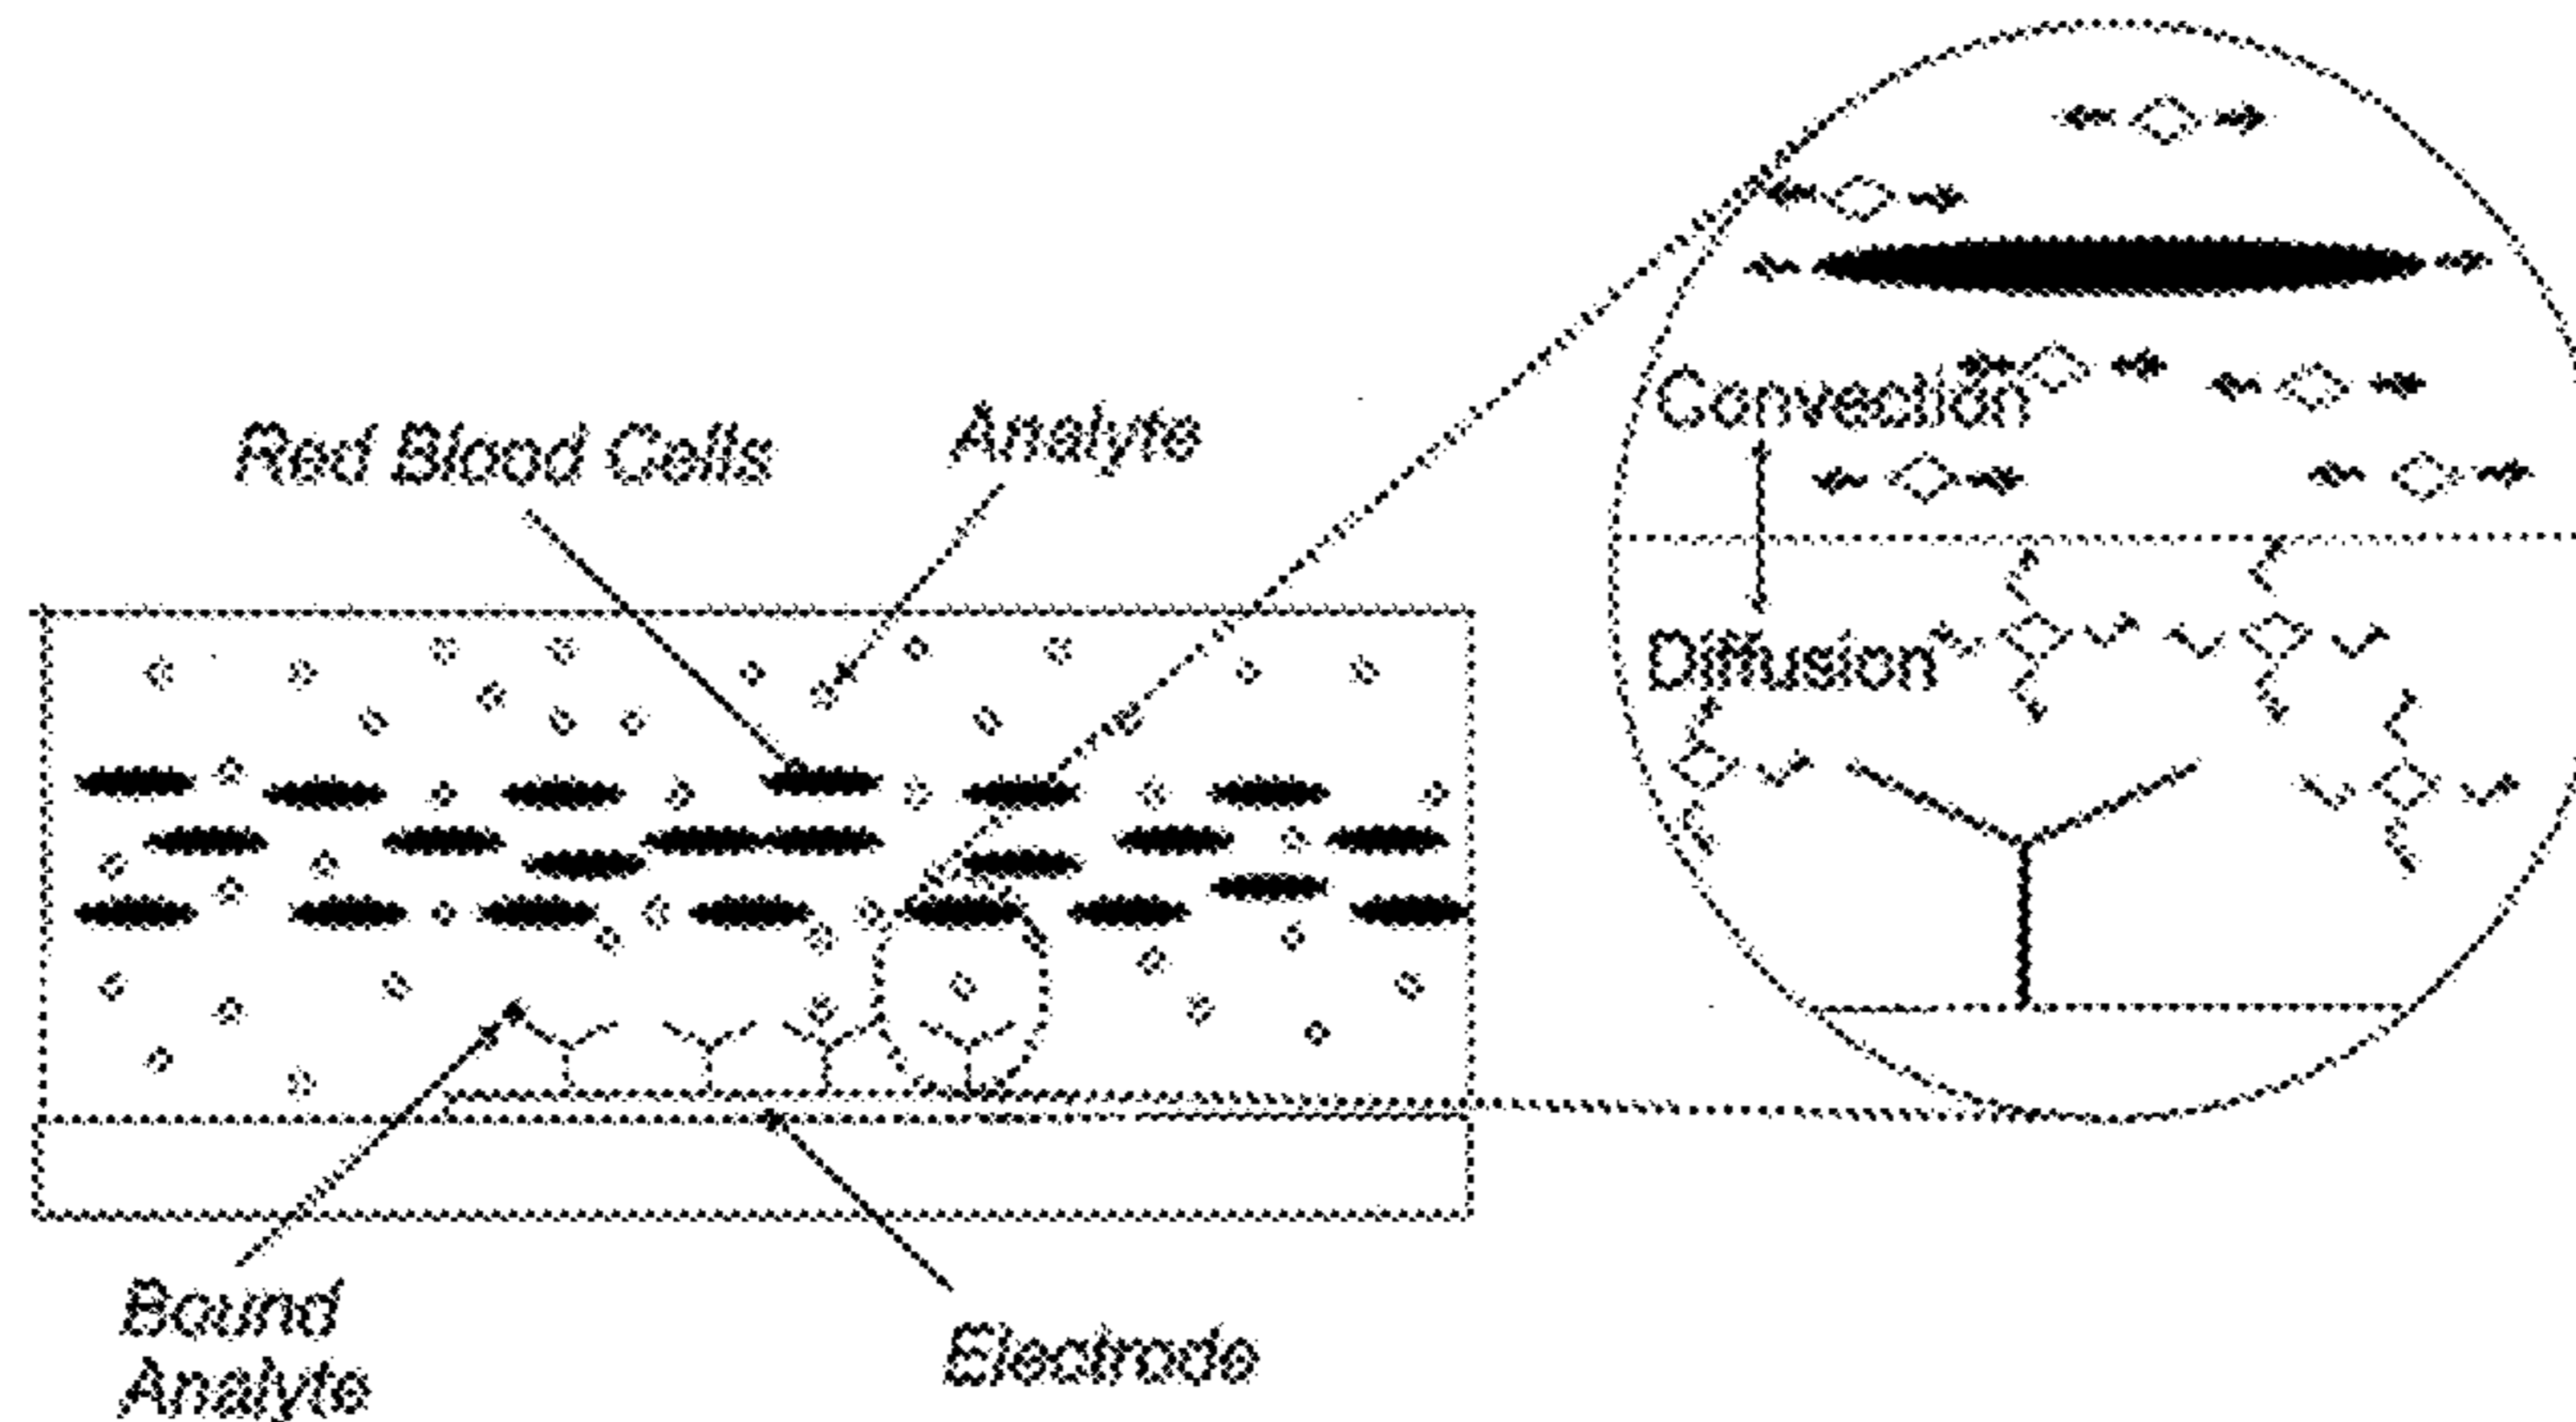 Red Blood Cells
Analyte
Convection
Diffusion
Bound
Analyte
Electrode